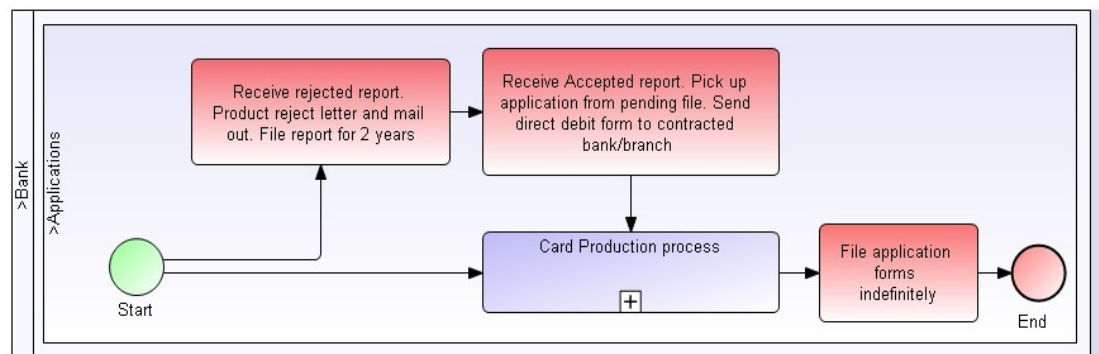 >Bank
>Applications
Receive rejected report.
Product reject letter and mail
out. File report for 2 years
Receive Accepted report. Pick up
application from pending file. Send
direct debit form to contracted
bank/branch
Start
Card Production process
File application
forms
indefinitely
End